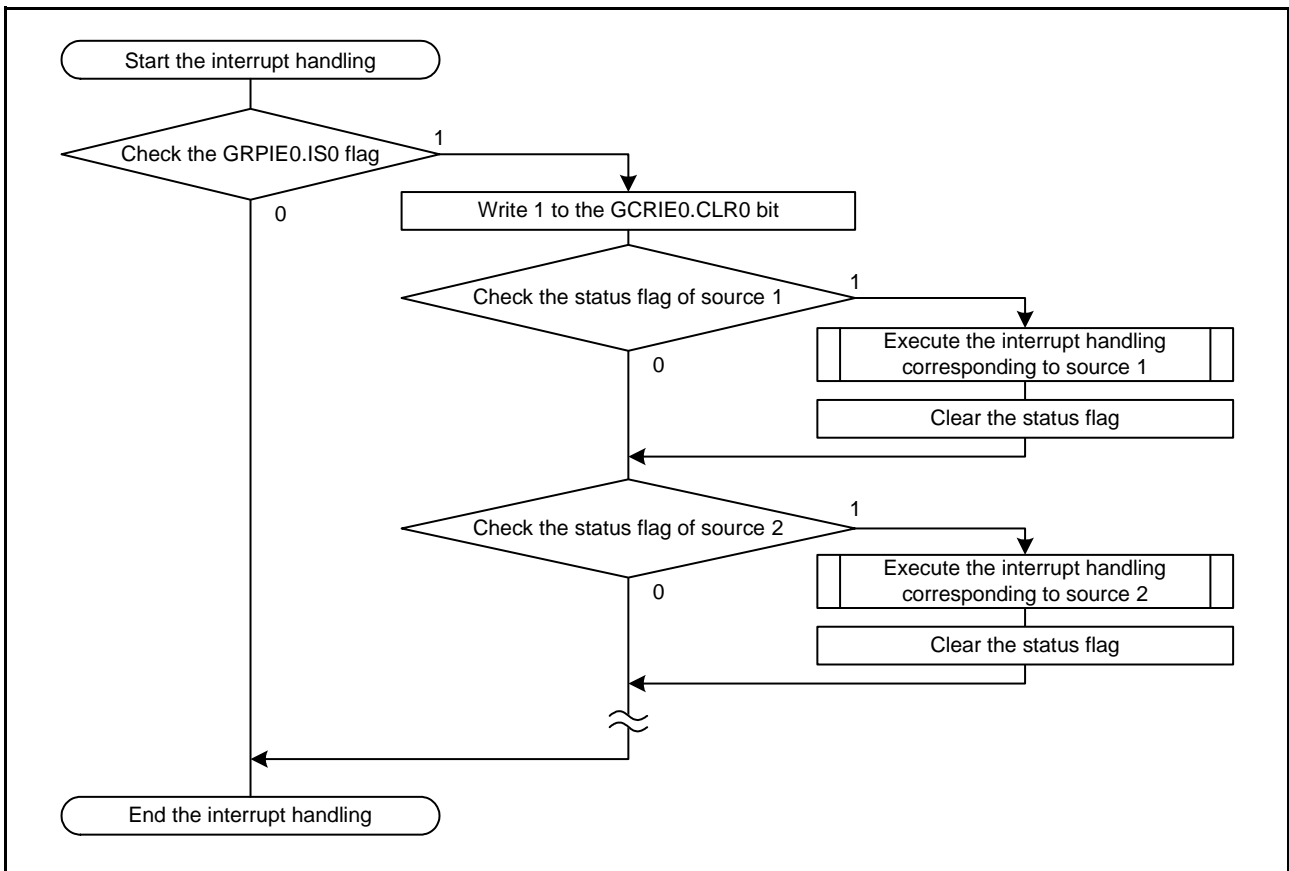 Start the interrupt handling
Check the GRPIE0.IS0 flag
1
0
Write 1 to the GCRIE0.CLR0 bit
Check the status flag of source 1
1
0
Execute the interrupt handling
corresponding to source 1
Clear the status flag
Check the status flag of source 2
1
0
Execute the interrupt handling
corresponding to source 2
Clear the status flag
End the interrupt handling